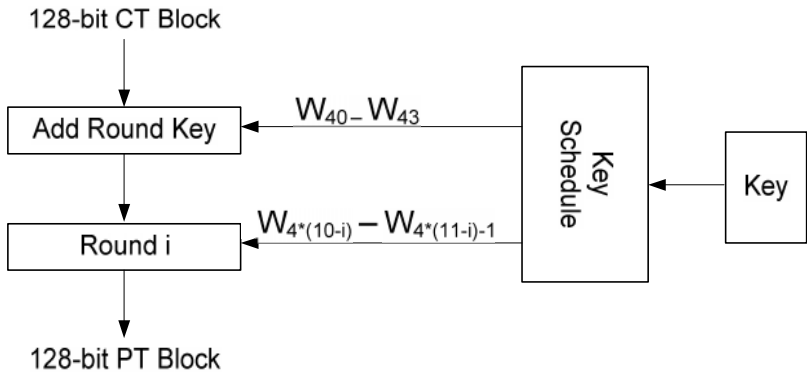 128-bit CT Block
Add Round Key
W₄₀ – W₄₃
Key Schedule
Key
Round i
W₄*₍₁₀₋ᵢ₎ – W₄*₍₁₁₋ᵢ₎₋₁
128-bit PT Block